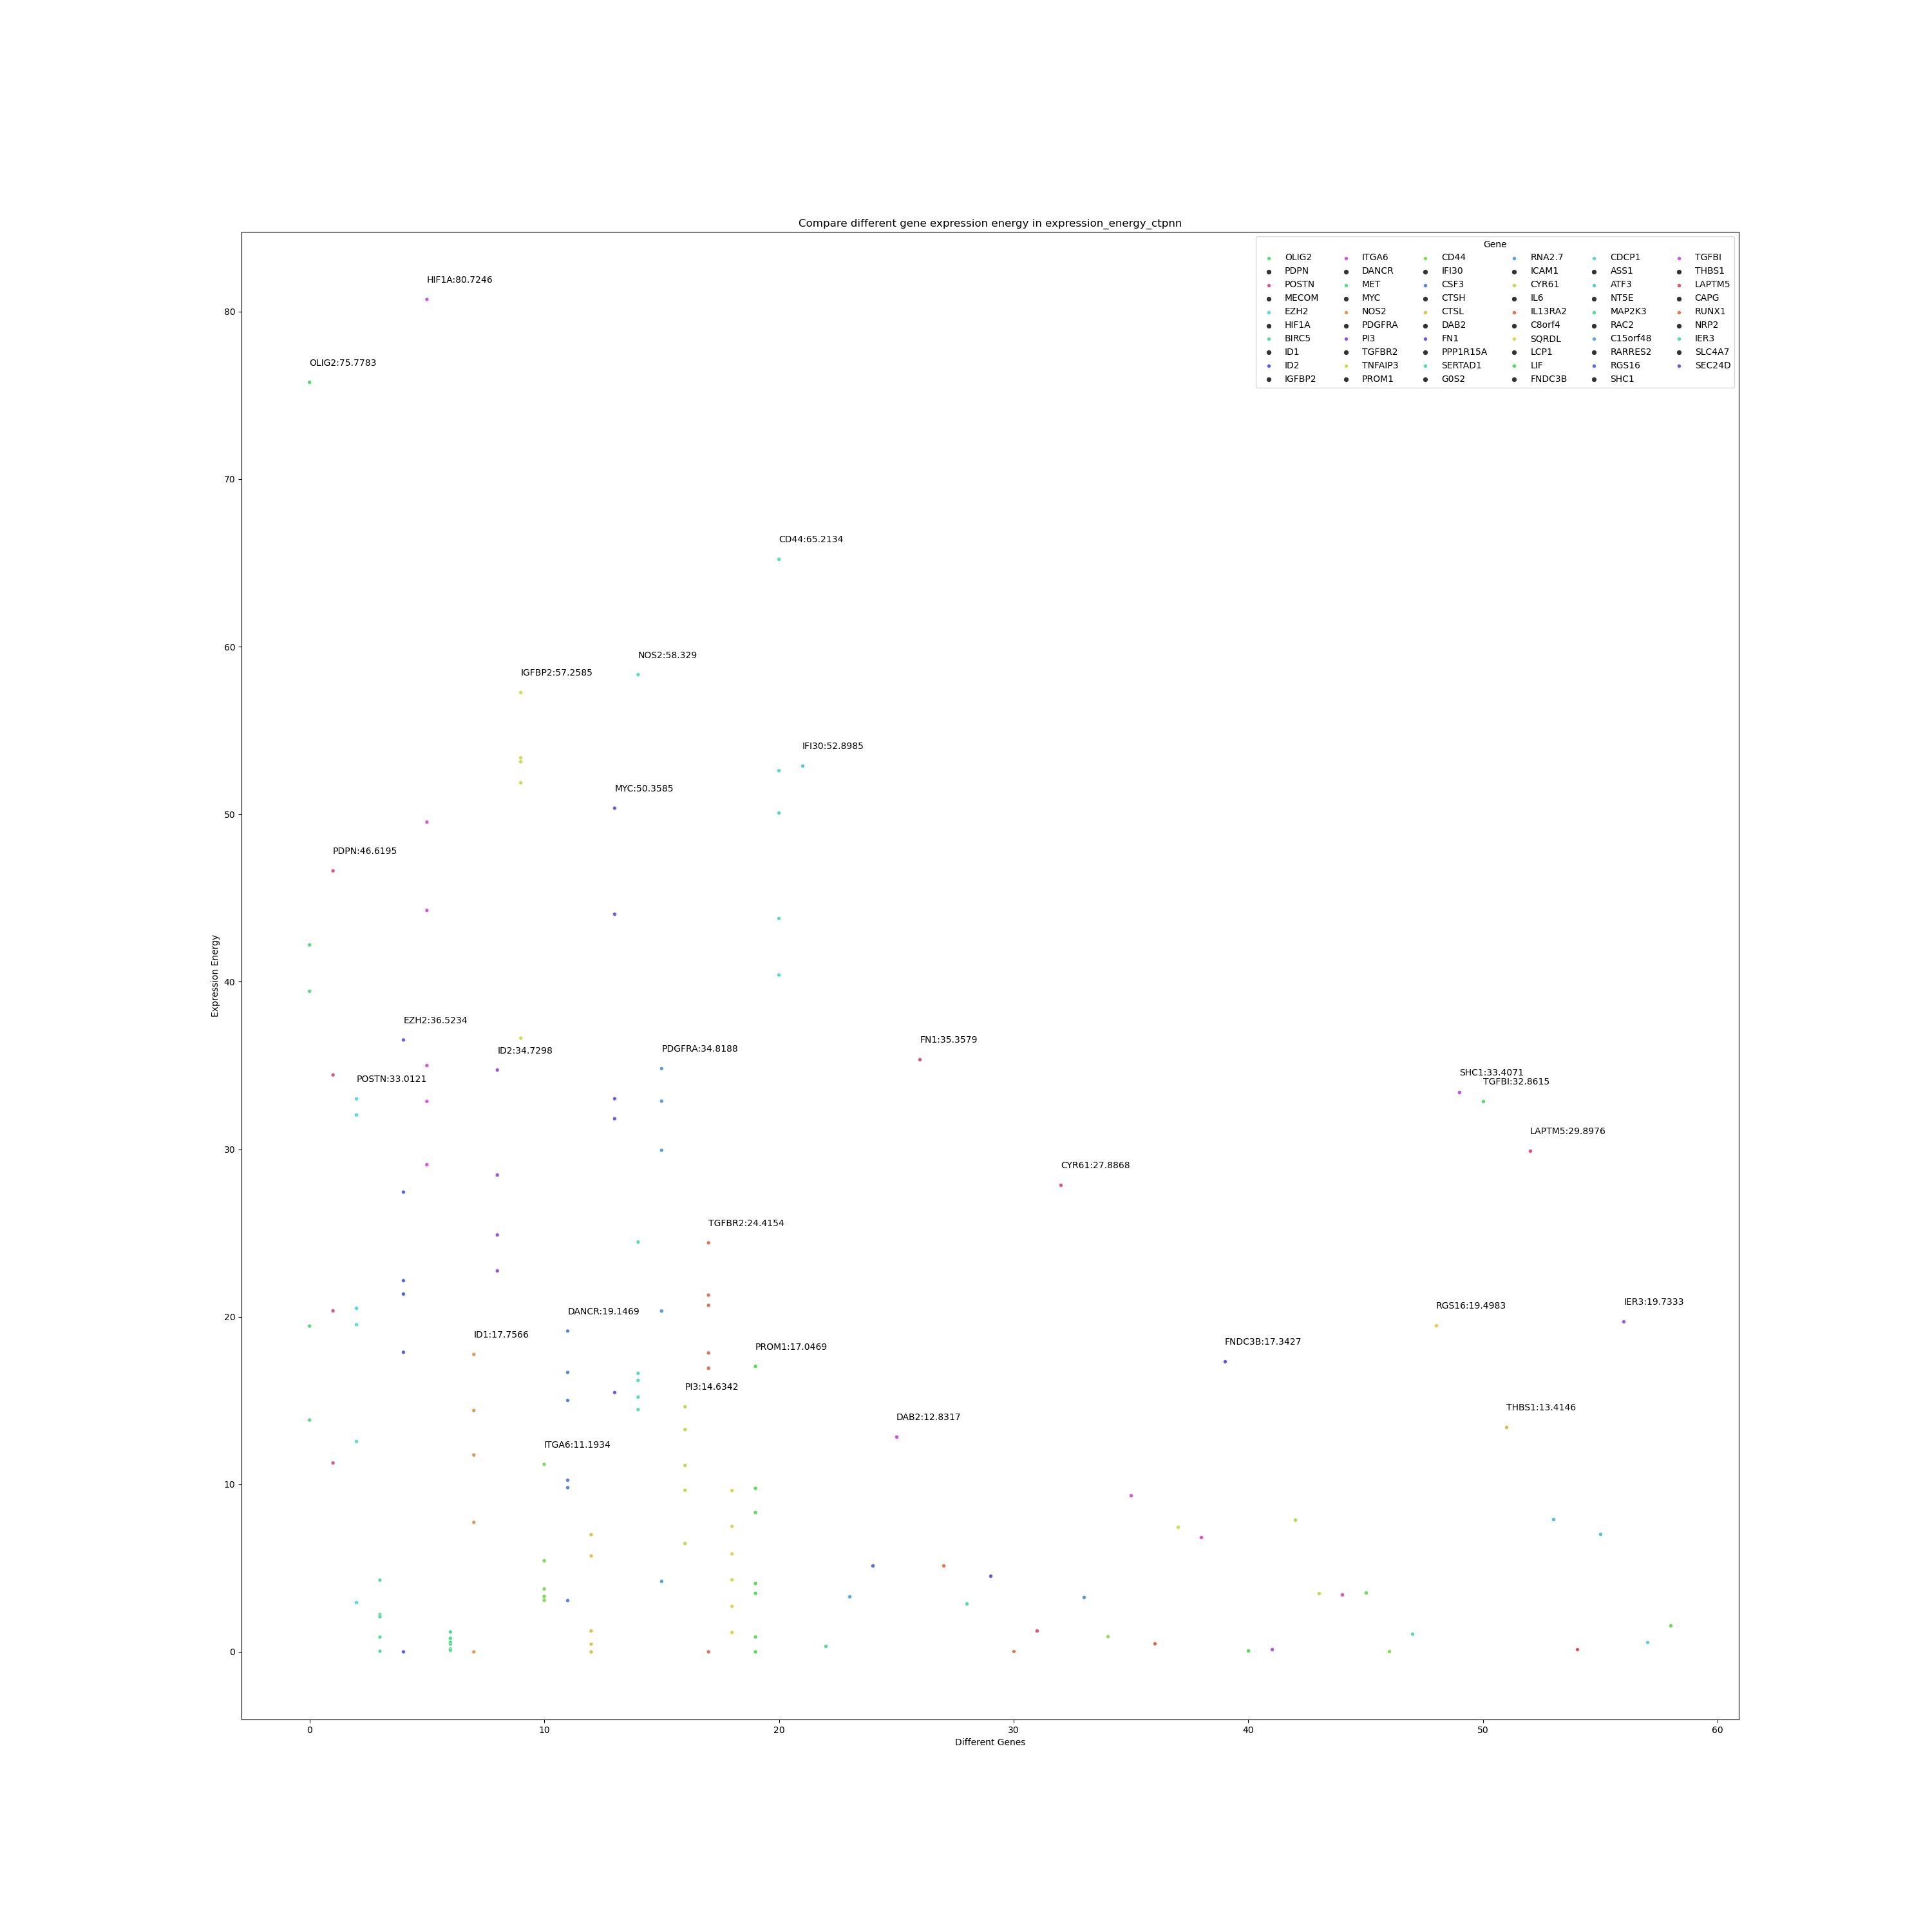 Compare different gene expression energy in expression_energy_ctpnn
Gene
OLIG2 ITGA6 CD44 RNA2.7 CDCP1 TGFBI
PDPN DANCR IFI30 ICAM1 ASS1 THBS1
POSTN MET CSF3 CYR61 ATF3 LAPTM5
MECOM MYC CTSH IL6 NT5E CAPG
EZH2 NOS2 CTSL IL13RA2 MAP2K3 RUNX1
HIF1A PDGFRA DAB2 C8orf4 RAC2 NRP2
BIRC5 PI3 FN1 SQRDL C15orf48 IER3
ID1 TGFBR2 PPP1R15A LCP1 RARRES2 SLC4A7
ID2 TNFAIP3 SERTAD1 LIF RGS16 SEC24D
IGFBP2 PROM1 G0S2 FNDC3B SHC1
HIF1A:80.7246
OLIG2:75.7783
CD44:65.2134
NOS2:58.329
IGFBP2:57.2585
IFI30:52.8985
MYC:50.3585
PDPN:46.6195
EZH2:36.5234
FN1:35.3579
PDGFRA:34.8188
ID2:34.7298
SHC1:33.4071
POSTN:33.0121
TGFBI:32.8615
LAPTM5:29.8976
CYR61:27.8868
TGFBR2:24.4154
IER3:19.7333
RGS16:19.4983
DANCR:19.1469
ID1:17.7566
FNDC3B:17.3427
PROM1:17.0469
PI3:14.6342
THBS1:13.4146
DAB2:12.8317
ITGA6:11.1934
80
70
60
50
40
30
20
10
0
Expression Energy
0 10 20 30 40 50 60
Different Genes